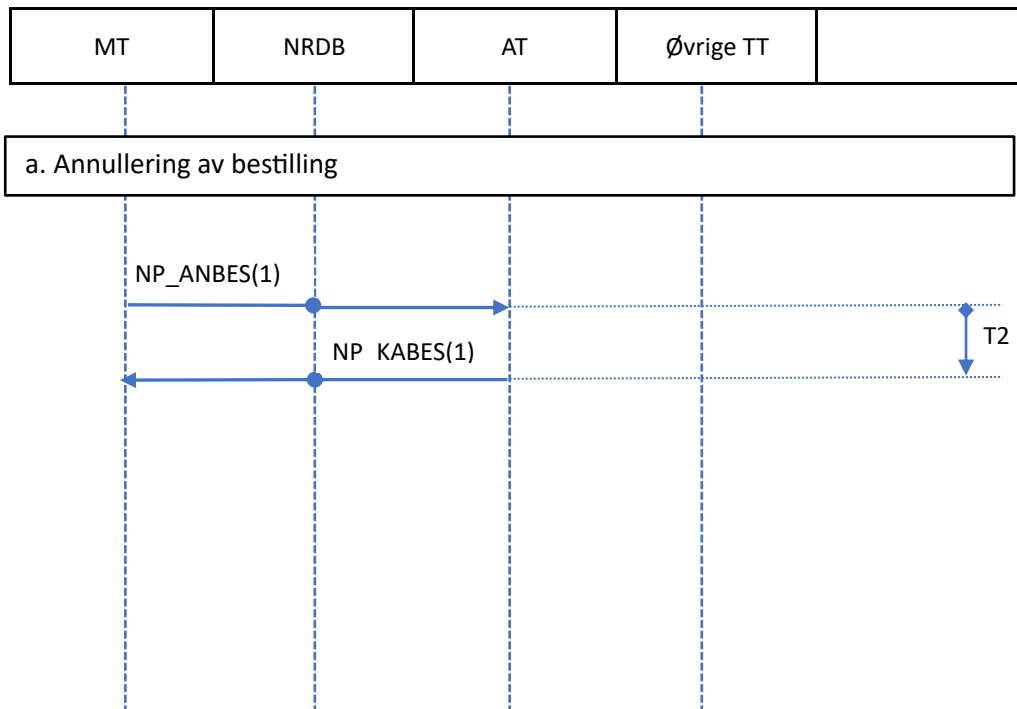 MT NRDB AT Øvrige TT
a. Annullering av bestilling
NP_ANBES(1)
T2
NP KABES(1)